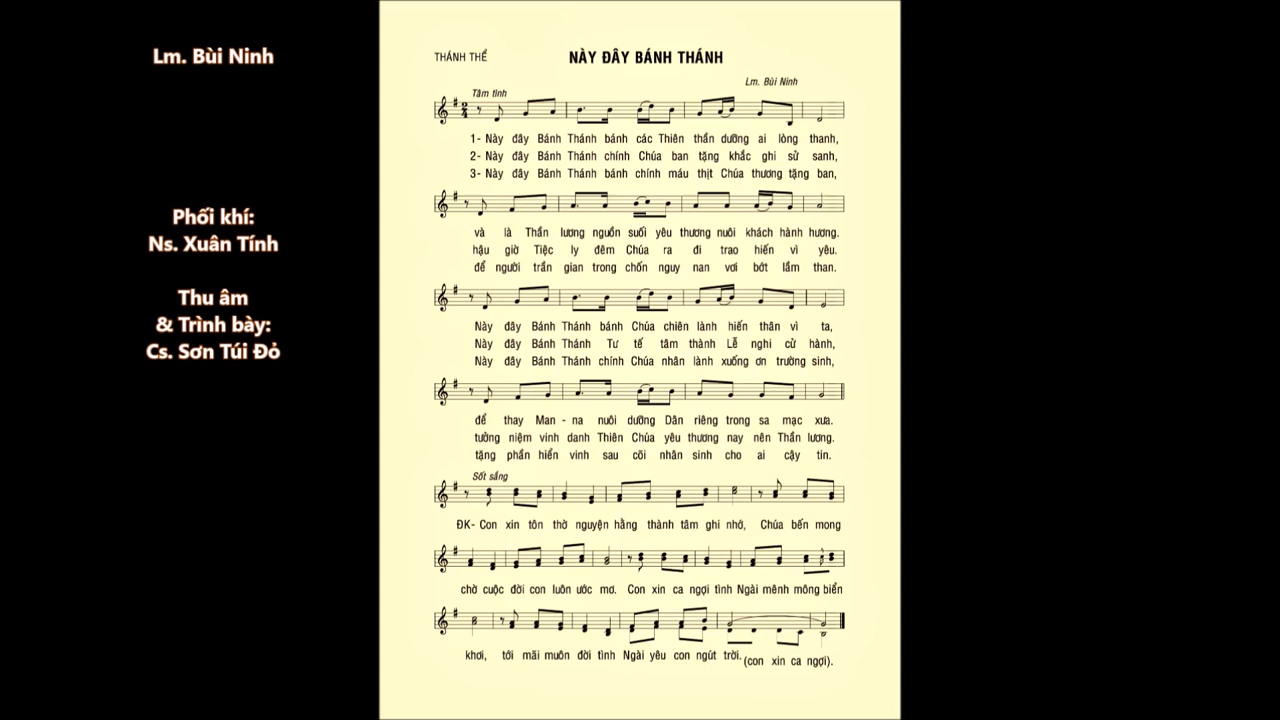 Lm. Bùi Ninh
Phối khí:
Ns. Xuân Tính
Thu âm
& Trình bày:
Cs. Sơn Túi Đỏ
THÁNH THỂ
NÀY ĐÂY BÁNH THÁNH
Lm. Bùi Ninh
Tâm tình
1- Này đây Bánh Thánh bánh các Thiên thần dưỡng ai lòng thanh,
2- Này đây Bánh Thánh chính Chúa ban tặng khắc ghi sử sanh,
3- Này đây Bánh Thánh bánh chính máu thịt Chúa thương tặng ban,
và là Thần lương nguồn suối yêu thương nuôi khách hành hương.
hậu giờ Tiệc ly đêm Chúa ra đi trao hiến vì yêu.
để người trần gian trong chốn nguy nan vơi bớt lầm than.
Này đây Bánh Thánh bánh Chúa chiên lành hiến thân vì ta,
Này đây Bánh Thánh Tư tế tâm thành Lễ nghi cử hành,
Này đây Bánh Thánh chính Chúa nhân lành xuống ơn trường sinh,
để thay Man - na nuôi dưỡng Dân riêng trong sa mạc xưa.
tưởng niệm vinh danh Thiên Chúa yêu thương nay nên Thần lương.
tặng phần hiển vinh sau cõi nhân sinh cho ai cậy tin.
Sốt sắng
ĐK- Con xin tôn thờ nguyện hằng thành tâm ghi nhớ, Chúa bến mong
chờ cuộc đời con luôn ước mơ. Con xin ca ngợi tình Ngài mênh mông biển
khơi, tới mãi muôn đời tình Ngài yêu con ngút trời. (con xin ca ngợi).